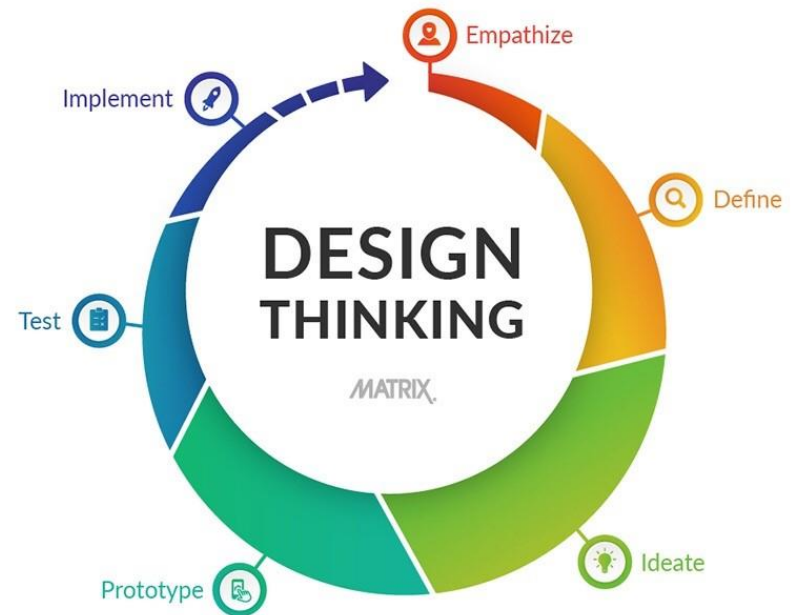 Empathize
Define
Ideate
Prototype
Test
Implement
DESIGN
THINKING
MATRIX.